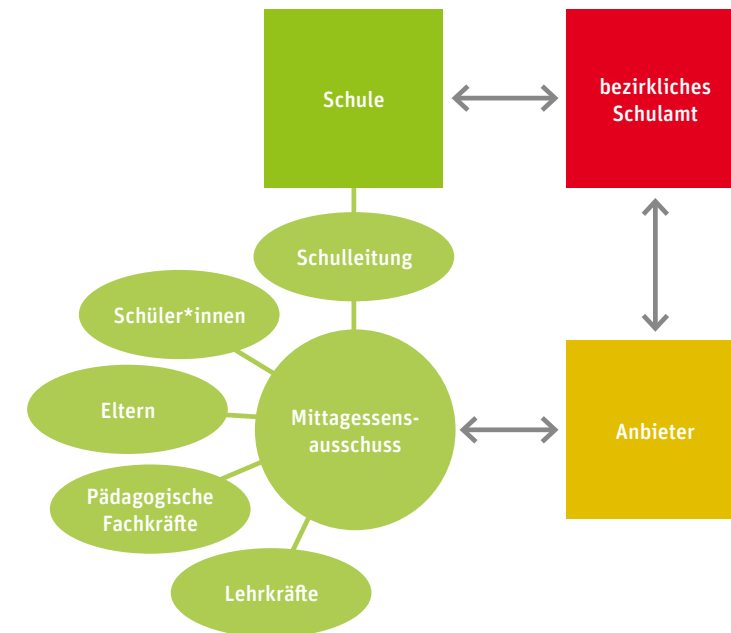 Schule
bezirkliches
Schulamt
Schulleitung
Schüler*innen
Eltern
Mittagessens-
ausschuss
Anbieter
Pädagogische
Fachkräfte
Lehrkräfte